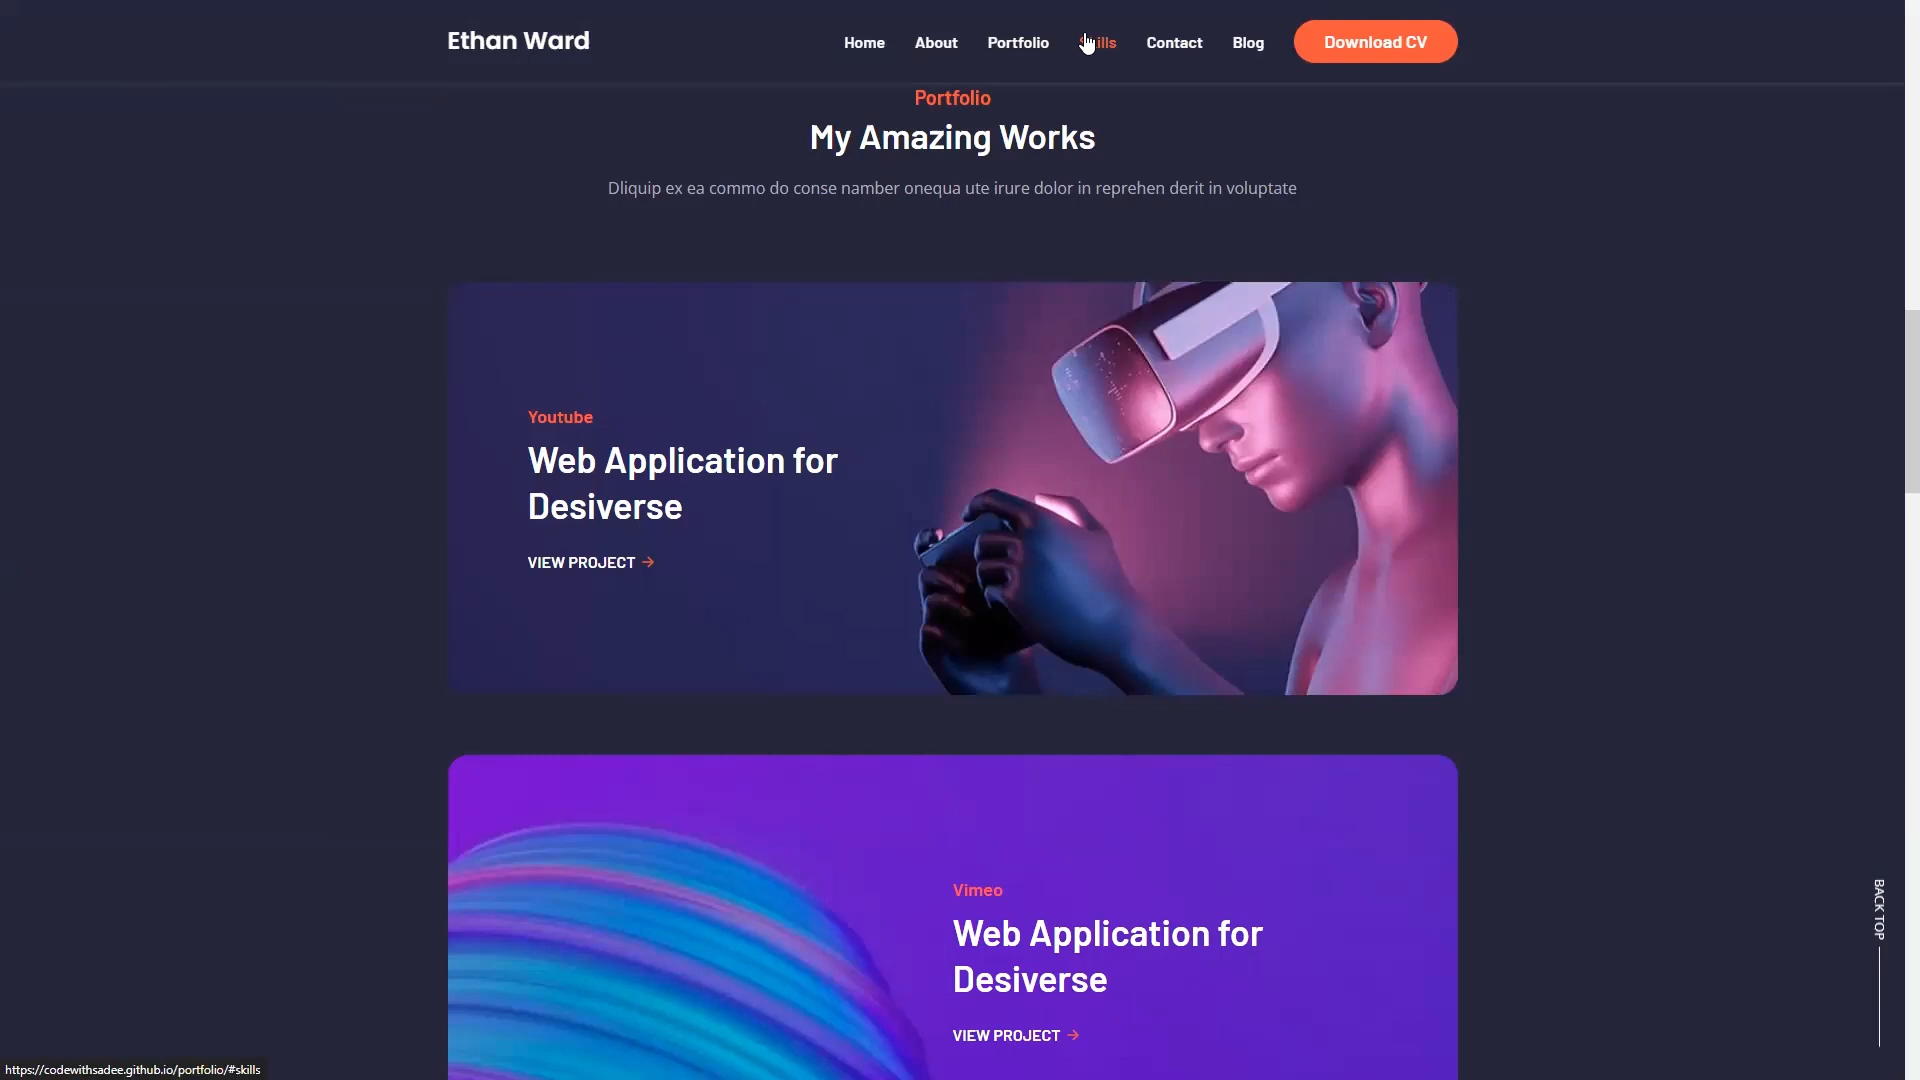 Ethan Ward
Home About Portfolio Skills Contact Blog Download CV
Portfolio
My Amazing Works
Dliquip ex ea commo do conse namber onequa ute irure dolor in reprehen derit in voluptate
Youtube
Web Application for
Desiverse
VIEW PROJECT →
Vimeo
Web Application for
Desiverse
VIEW PROJECT →
BACK TOP
https://codewithsadee.github.io/portfolio/#skills